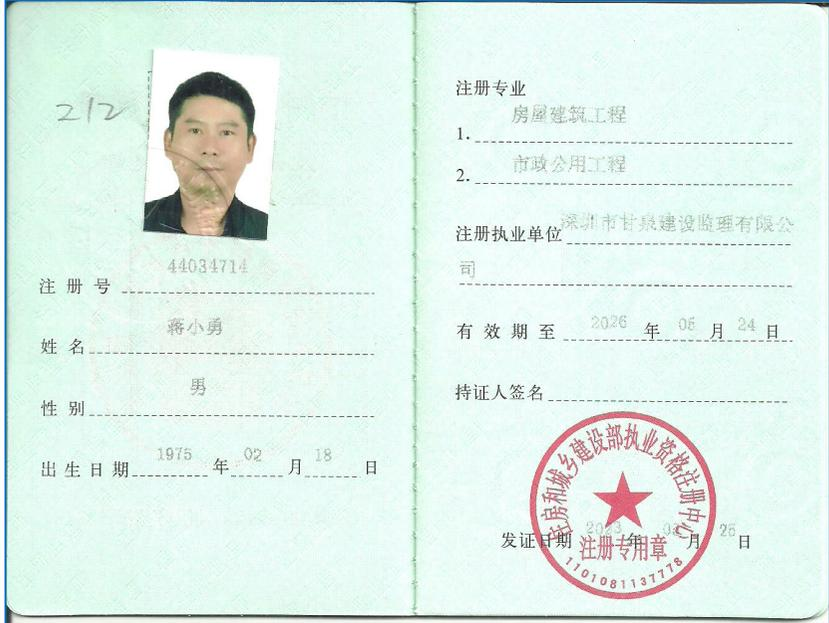 212
注册号 44034714
姓名 蒋小勇
性别 男
出生日期 1975 年 02 月 18 日
注册专业
1. 房屋建筑工程
2. 市政公用工程
注册执业单位 深圳市甘泉建设监理有限公
司
有效期至 2026 年 05 月 24 日
持证人签名
住房和城乡建设部执业资格注册中心
发证日期 2023 年 月 25 日
注册专用章
1101081137778